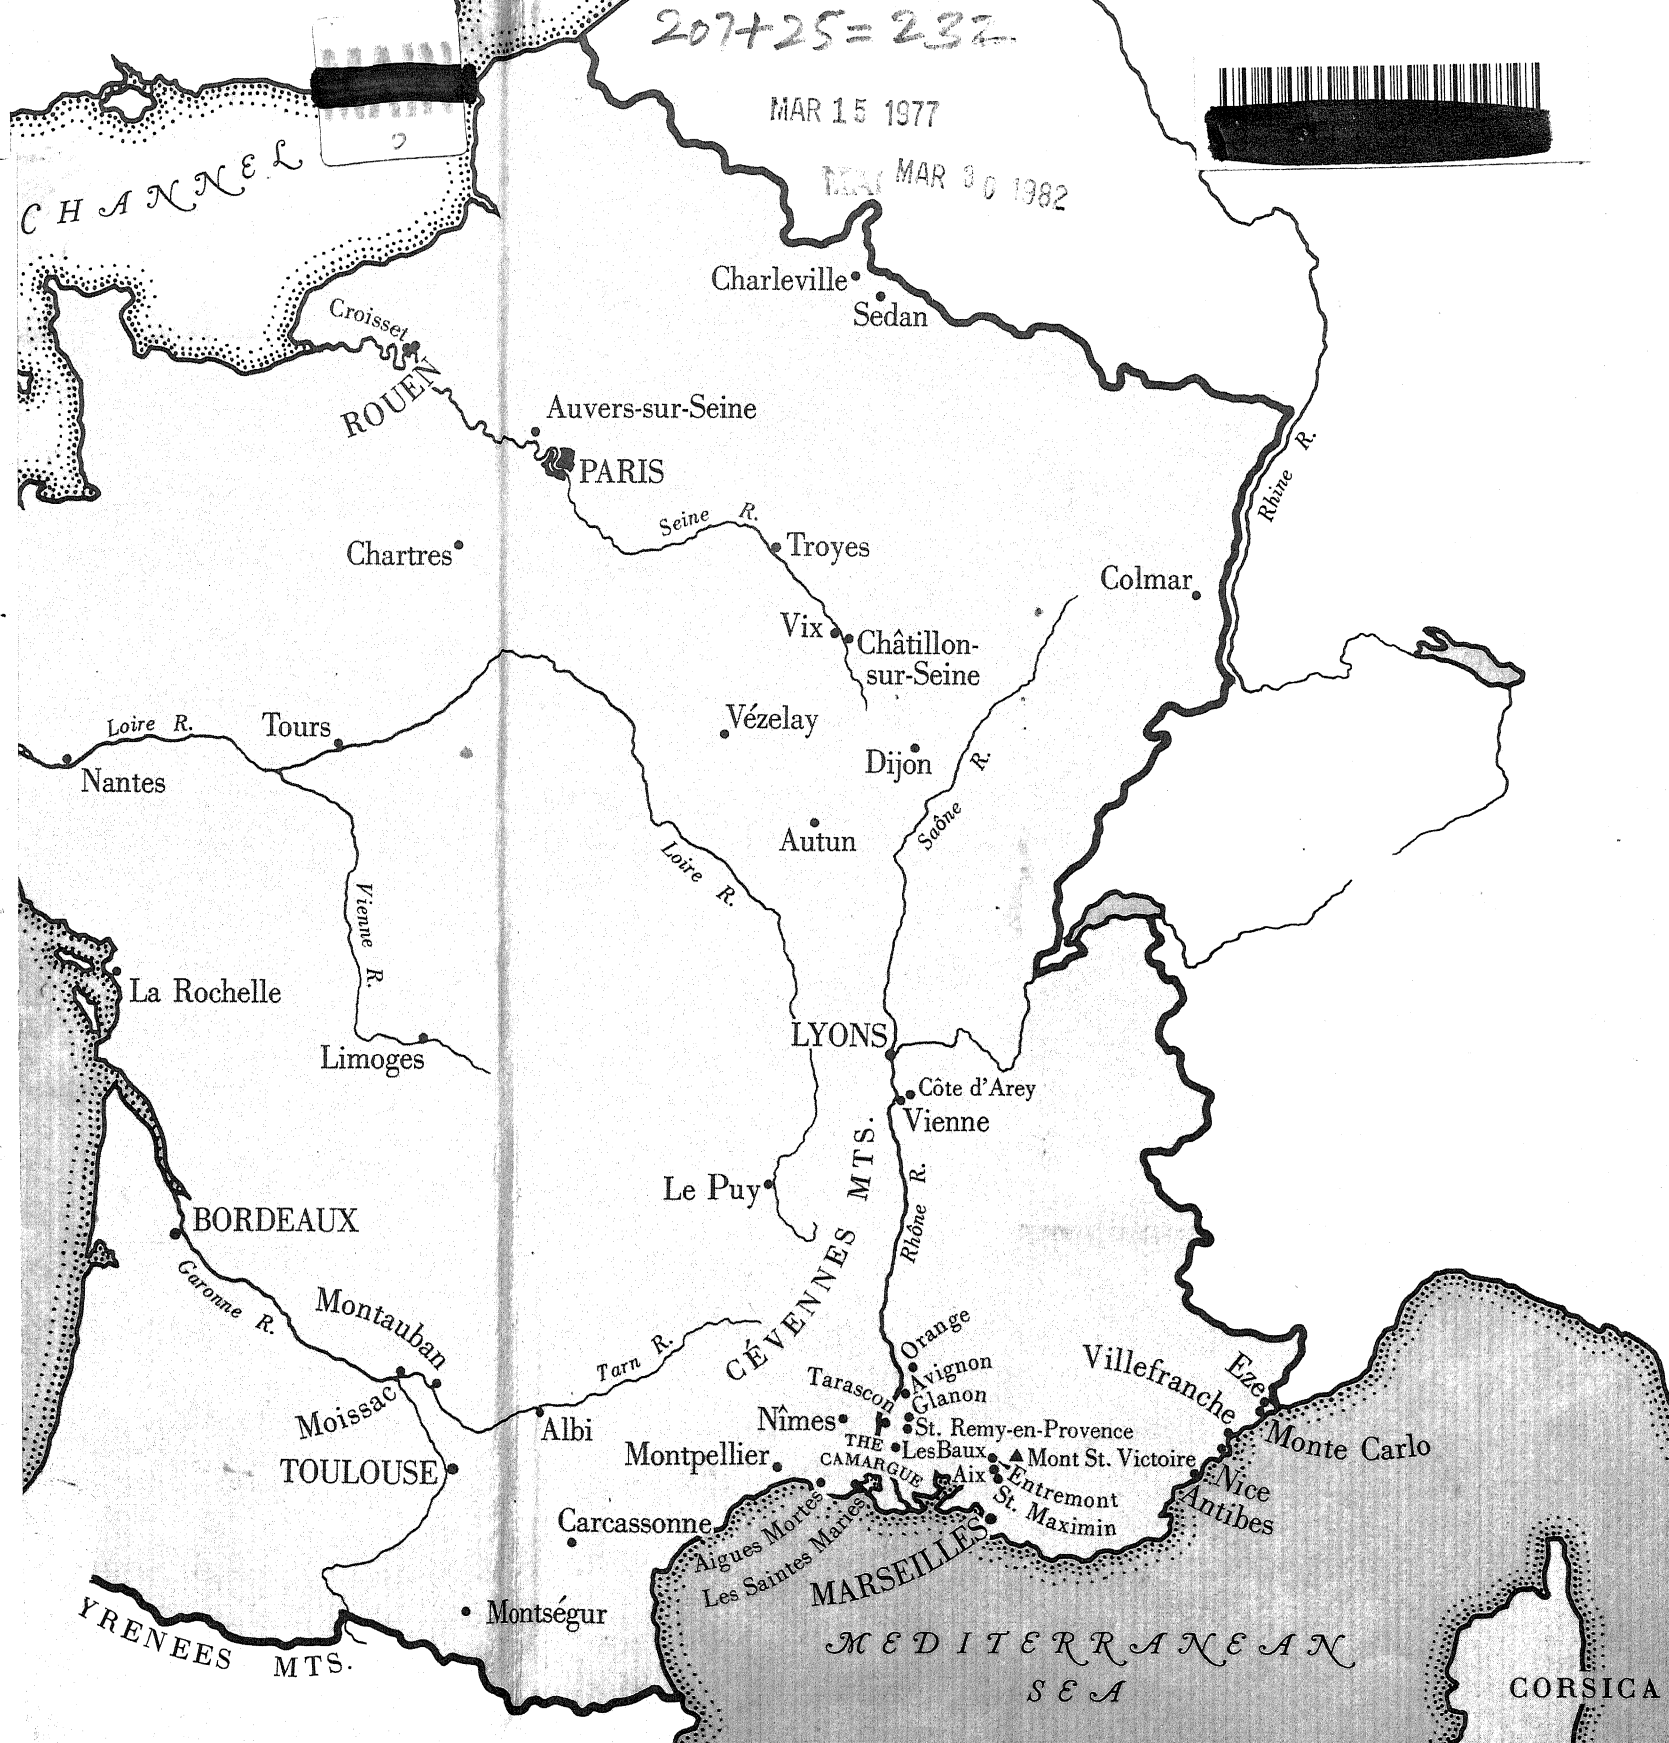 207+25=232
MAR 15 1977
MAR 30 1982
CHANNEL
Charleville
Sedan
Croisset
ROUEN
Auvers-sur-Seine
PARIS
Rhine R.
Seine R.
Troyes
Chartres
Colmar
Vix
Châtillon-
sur-Seine
Vézelay
Loire R.
Tours
Nantes
Dijon
Saône R.
Autun
Loire R.
Vienne R.
La Rochelle
LYONS
Limoges
Côte d'Arey
Vienne
Le Puy
Rhône R.
CÉVENNES MTS.
BORDEAUX
Garonne R.
Montauban
Tarn R.
Orange
Avignon
Tarascon
Glanon
Villefranche
Eze
Moissac
Albi
Nîmes
St. Remy-en-Provence
THE
CAMARGUE
Les Baux
Mont St. Victoire
Monte Carlo
Montpellier
TOULOUSE
Aix
Entremont
St. Maximin
Nice
Antibes
Carcassonne
Aigues Mortes
Les Saintes Maries
MARSEILLES
Montségur
YRENEES MTS.
MEDITERRANEAN
SEA
CORSICA